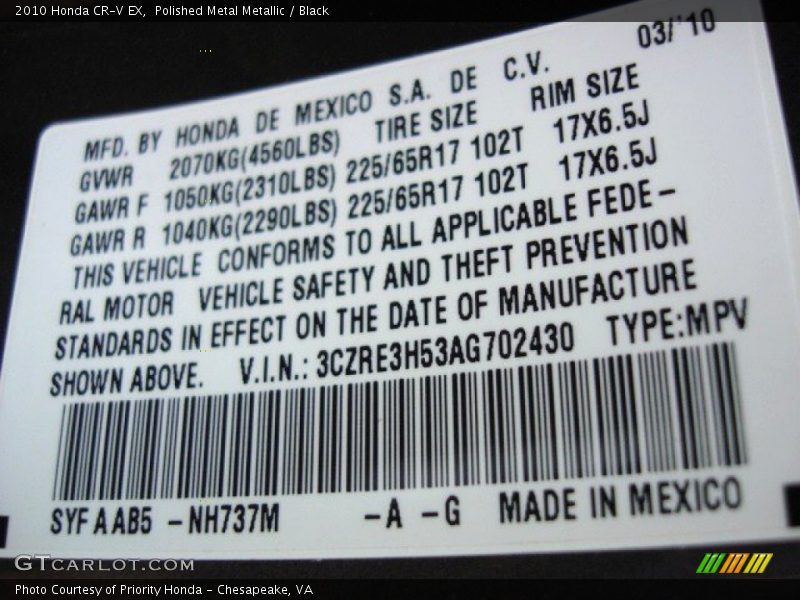 2010 Honda CR-V EX, Polished Metal Metallic / Black
03/'10
MFD. BY HONDA DE MEXICO S.A. DE C.V.
GVWR 2070KG(4560LBS) TIRE SIZE RIM SIZE
GAWR F 1050KG(2310LBS) 225/65R17 102T 17X6.5J
GAWR R 1040KG(2290LBS) 225/65R17 102T 17X6.5J
THIS VEHICLE CONFORMS TO ALL APPLICABLE FEDE-
RAL MOTOR VEHICLE SAFETY AND THEFT PREVENTION
STANDARDS IN EFFECT ON THE DATE OF MANUFACTURE
SHOWN ABOVE. V.I.N.: 3CZRE3H53AG702430 TYPE:MPV
SYFAAB5 -NH737M -A -G MADE IN MEXICO
GTCARLOT.COM
Photo Courtesy of Priority Honda - Chesapeake, VA